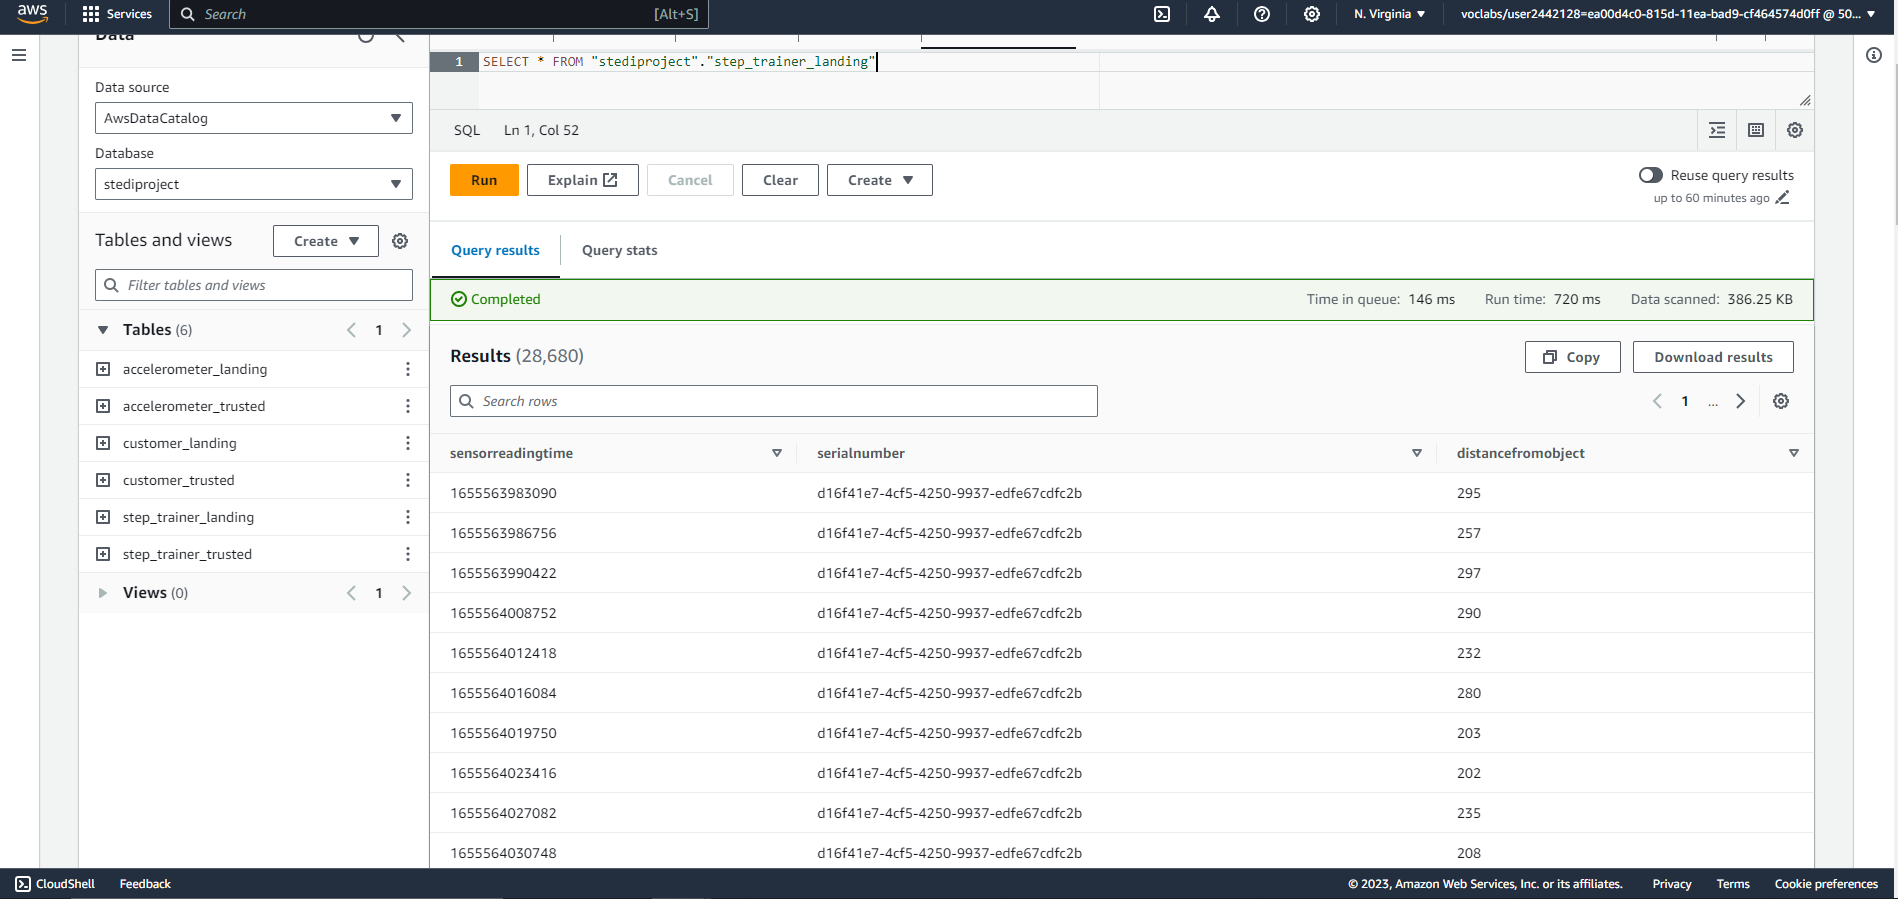 aws Services Search [Alt+S] N. Virginia voclabs/user2442128=ea00d4c0-815d-11ea-bad9-cf464574d0ff @ 50...
Data
Data source
AwsDataCatalog
Database
stediproject
Tables and views Create
Filter tables and views
Tables (6) 1
accelerometer_landing
accelerometer_trusted
customer_landing
customer_trusted
step_trainer_landing
step_trainer_trusted
Views (0) 1
1 SELECT * FROM "stediproject"."step_trainer_landing"
SQL Ln 1, Col 52
Run Explain Cancel Clear Create Reuse query results
up to 60 minutes ago
Query results Query stats
Completed Time in queue: 146 ms Run time: 720 ms Data scanned: 386.25 KB
Results (28,680) Copy Download results
Search rows 1 ...
sensorreadingtime serialnumber distancefromobject
1655563983090 d16f41e7-4cf5-4250-9937-edfe67cdfc2b 295
1655563986756 d16f41e7-4cf5-4250-9937-edfe67cdfc2b 257
1655563990422 d16f41e7-4cf5-4250-9937-edfe67cdfc2b 297
1655564008752 d16f41e7-4cf5-4250-9937-edfe67cdfc2b 290
1655564012418 d16f41e7-4cf5-4250-9937-edfe67cdfc2b 232
1655564016084 d16f41e7-4cf5-4250-9937-edfe67cdfc2b 280
1655564019750 d16f41e7-4cf5-4250-9937-edfe67cdfc2b 203
1655564023416 d16f41e7-4cf5-4250-9937-edfe67cdfc2b 202
1655564027082 d16f41e7-4cf5-4250-9937-edfe67cdfc2b 235
1655564030748 d16f41e7-4cf5-4250-9937-edfe67cdfc2b 208
CloudShell Feedback © 2023, Amazon Web Services, Inc. or its affiliates. Privacy Terms Cookie preferences